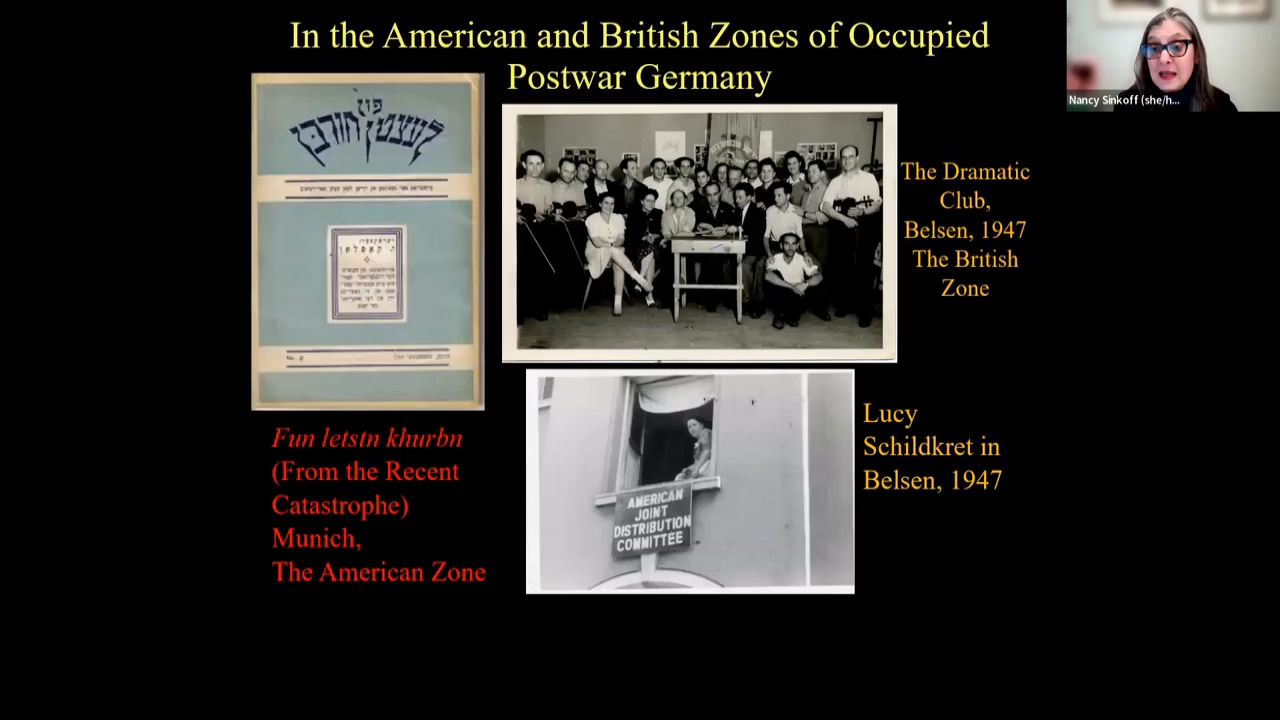 In the American and British Zones of Occupied
Postwar Germany
Nancy Sinkoff (she/h...
פֿון
לעצטן חורבן
The Dramatic
Club,
Belsen, 1947
The British
Zone
Fun letstn khurbn
(From the Recent
Catastrophe)
Munich,
The American Zone
AMERICAN
JOINT
DISTRIBUTION
COMMITTEE
Lucy
Schildkret in
Belsen, 1947